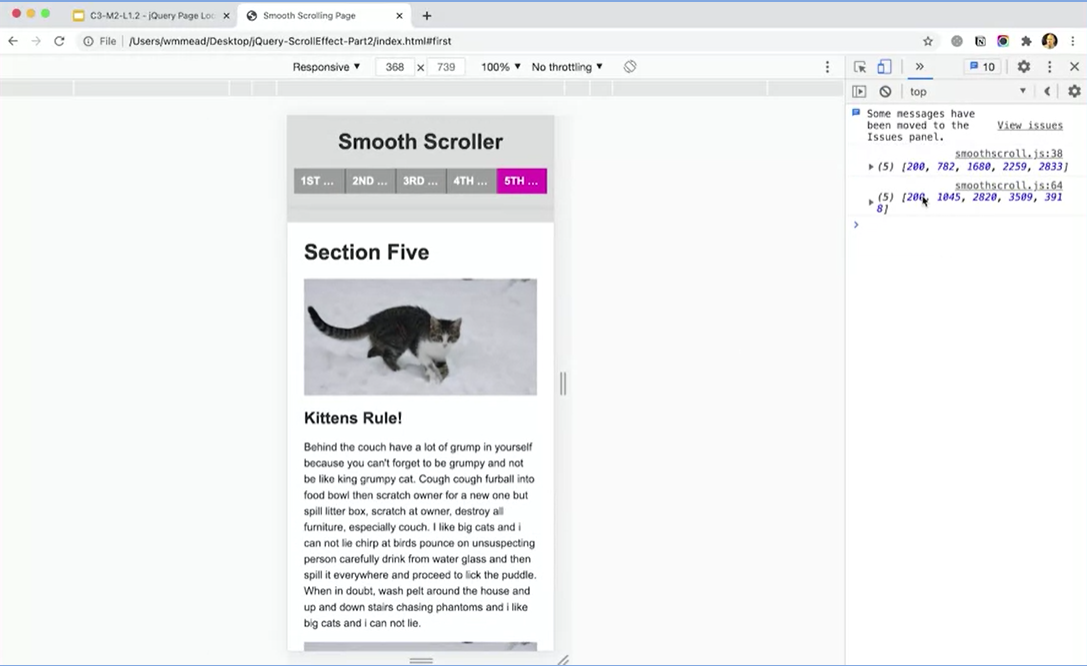 C3-M2-L1.2 - jQuery Page Loc
Smooth Scrolling Page
File /Users/wmmead/Desktop/jQuery-ScrollEffect-Part2/index.html#first
Responsive 368 × 739 100% No throttling
10
top
Some messages have
been moved to the
Issues panel.
View issues
smoothscroll.js:38
(5) [200, 782, 1680, 2259, 2833]
smoothscroll.js:64
(5) [200, 1045, 2820, 3509, 391
8]
Smooth Scroller
1ST ... 2ND ... 3RD ... 4TH ... 5TH ...
Section Five
Kittens Rule!
Behind the couch have a lot of grump in yourself
because you can't forget to be grumpy and not
be like king grumpy cat. Cough cough furball into
food bowl then scratch owner for a new one but
spill litter box, scratch at owner, destroy all
furniture, especially couch. I like big cats and i
can not lie chirp at birds pounce on unsuspecting
person carefully drink from water glass and then
spill it everywhere and proceed to lick the puddle.
When in doubt, wash pelt around the house and
up and down stairs chasing phantoms and i like
big cats and i can not lie.